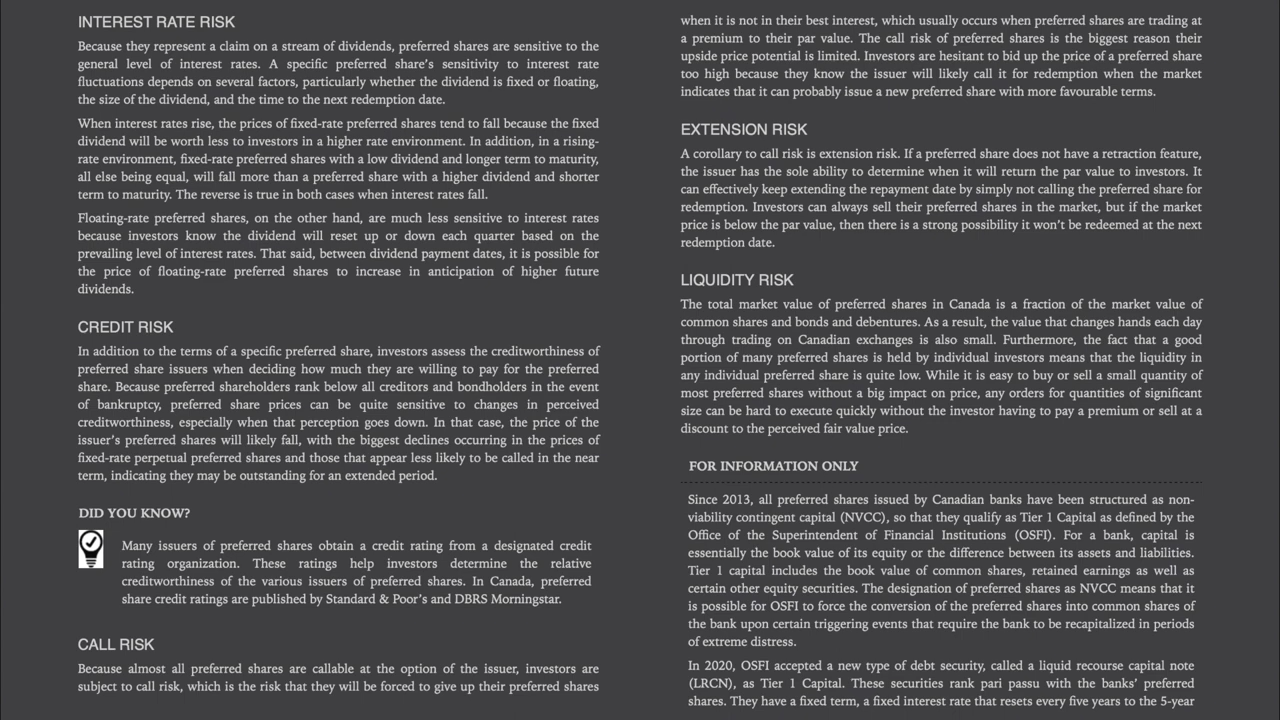 INTEREST RATE RISK
Because they represent a claim on a stream of dividends, preferred shares are sensitive to the
general level of interest rates. A specific preferred share's sensitivity to interest rate
fluctuations depends on several factors, particularly whether the dividend is fixed or floating,
the size of the dividend, and the time to the next redemption date.
When interest rates rise, the prices of fixed-rate preferred shares tend to fall because the fixed
dividend will be worth less to investors in a higher rate environment. In addition, in a rising-
rate environment, fixed-rate preferred shares with a low dividend and longer term to maturity,
all else being equal, will fall more than a preferred share with a higher dividend and shorter
term to maturity. The reverse is true in both cases when interest rates fall.
Floating-rate preferred shares, on the other hand, are much less sensitive to interest rates
because investors know the dividend will reset up or down each quarter based on the
prevailing level of interest rates. That said, between dividend payment dates, it is possible for
the price of floating-rate preferred shares to increase in anticipation of higher future
dividends.
CREDIT RISK
In addition to the terms of a specific preferred share, investors assess the creditworthiness of
preferred share issuers when deciding how much they are willing to pay for the preferred
share. Because preferred shareholders rank below all creditors and bondholders in the event
of bankruptcy, preferred share prices can be quite sensitive to changes in perceived
creditworthiness, especially when that perception goes down. In that case, the price of the
issuer's preferred shares will likely fall, with the biggest declines occurring in the prices of
fixed-rate perpetual preferred shares and those that appear less likely to be called in the near
term, indicating they may be outstanding for an extended period.
DID YOU KNOW?
Many issuers of preferred shares obtain a credit rating from a designated credit
rating organization. These ratings help investors determine the relative
creditworthiness of the various issuers of preferred shares. In Canada, preferred
share credit ratings are published by Standard & Poor's and DBRS Morningstar.
CALL RISK
Because almost all preferred shares are callable at the option of the issuer, investors are
subject to call risk, which is the risk that they will be forced to give up their preferred shares
when it is not in their best interest, which usually occurs when preferred shares are trading at
a premium to their par value. The call risk of preferred shares is the biggest reason their
upside price potential is limited. Investors are hesitant to bid up the price of a preferred share
too high because they know the issuer will likely call it for redemption when the market
indicates that it can probably issue a new preferred share with more favourable terms.
EXTENSION RISK
A corollary to call risk is extension risk. If a preferred share does not have a retraction feature,
the issuer has the sole ability to determine when it will return the par value to investors. It
can effectively keep extending the repayment date by simply not calling the preferred share for
redemption. Investors can always sell their preferred shares in the market, but if the market
price is below the par value, then there is a strong possibility it won't be redeemed at the next
redemption date.
LIQUIDITY RISK
The total market value of preferred shares in Canada is a fraction of the market value of
common shares and bonds and debentures. As a result, the value that changes hands each day
through trading on Canadian exchanges is also small. Furthermore, the fact that a good
portion of many preferred shares is held by individual investors means that the liquidity in
any individual preferred share is quite low. While it is easy to buy or sell a small quantity of
most preferred shares without a big impact on price, any orders for quantities of significant
size can be hard to execute quickly without the investor having to pay a premium or sell at a
discount to the perceived fair value price.
FOR INFORMATION ONLY
Since 2013, all preferred shares issued by Canadian banks have been structured as non-
viability contingent capital (NVCC), so that they qualify as Tier 1 Capital as defined by the
Office of the Superintendent of Financial Institutions (OSFI). For a bank, capital is
essentially the book value of its equity or the difference between its assets and liabilities.
Tier 1 capital includes the book value of common shares, retained earnings as well as
certain other equity securities. The designation of preferred shares as NVCC means that it
is possible for OSFI to force the conversion of the preferred shares into common shares of
the bank upon certain triggering events that require the bank to be recapitalized in periods
of extreme distress.
In 2020, OSFI accepted a new type of debt security, called a liquid recourse capital note
(LRCN), as Tier 1 Capital. These securities rank pari passu with the banks' preferred
shares. They have a fixed term, a fixed interest rate that resets every five years to the 5-year